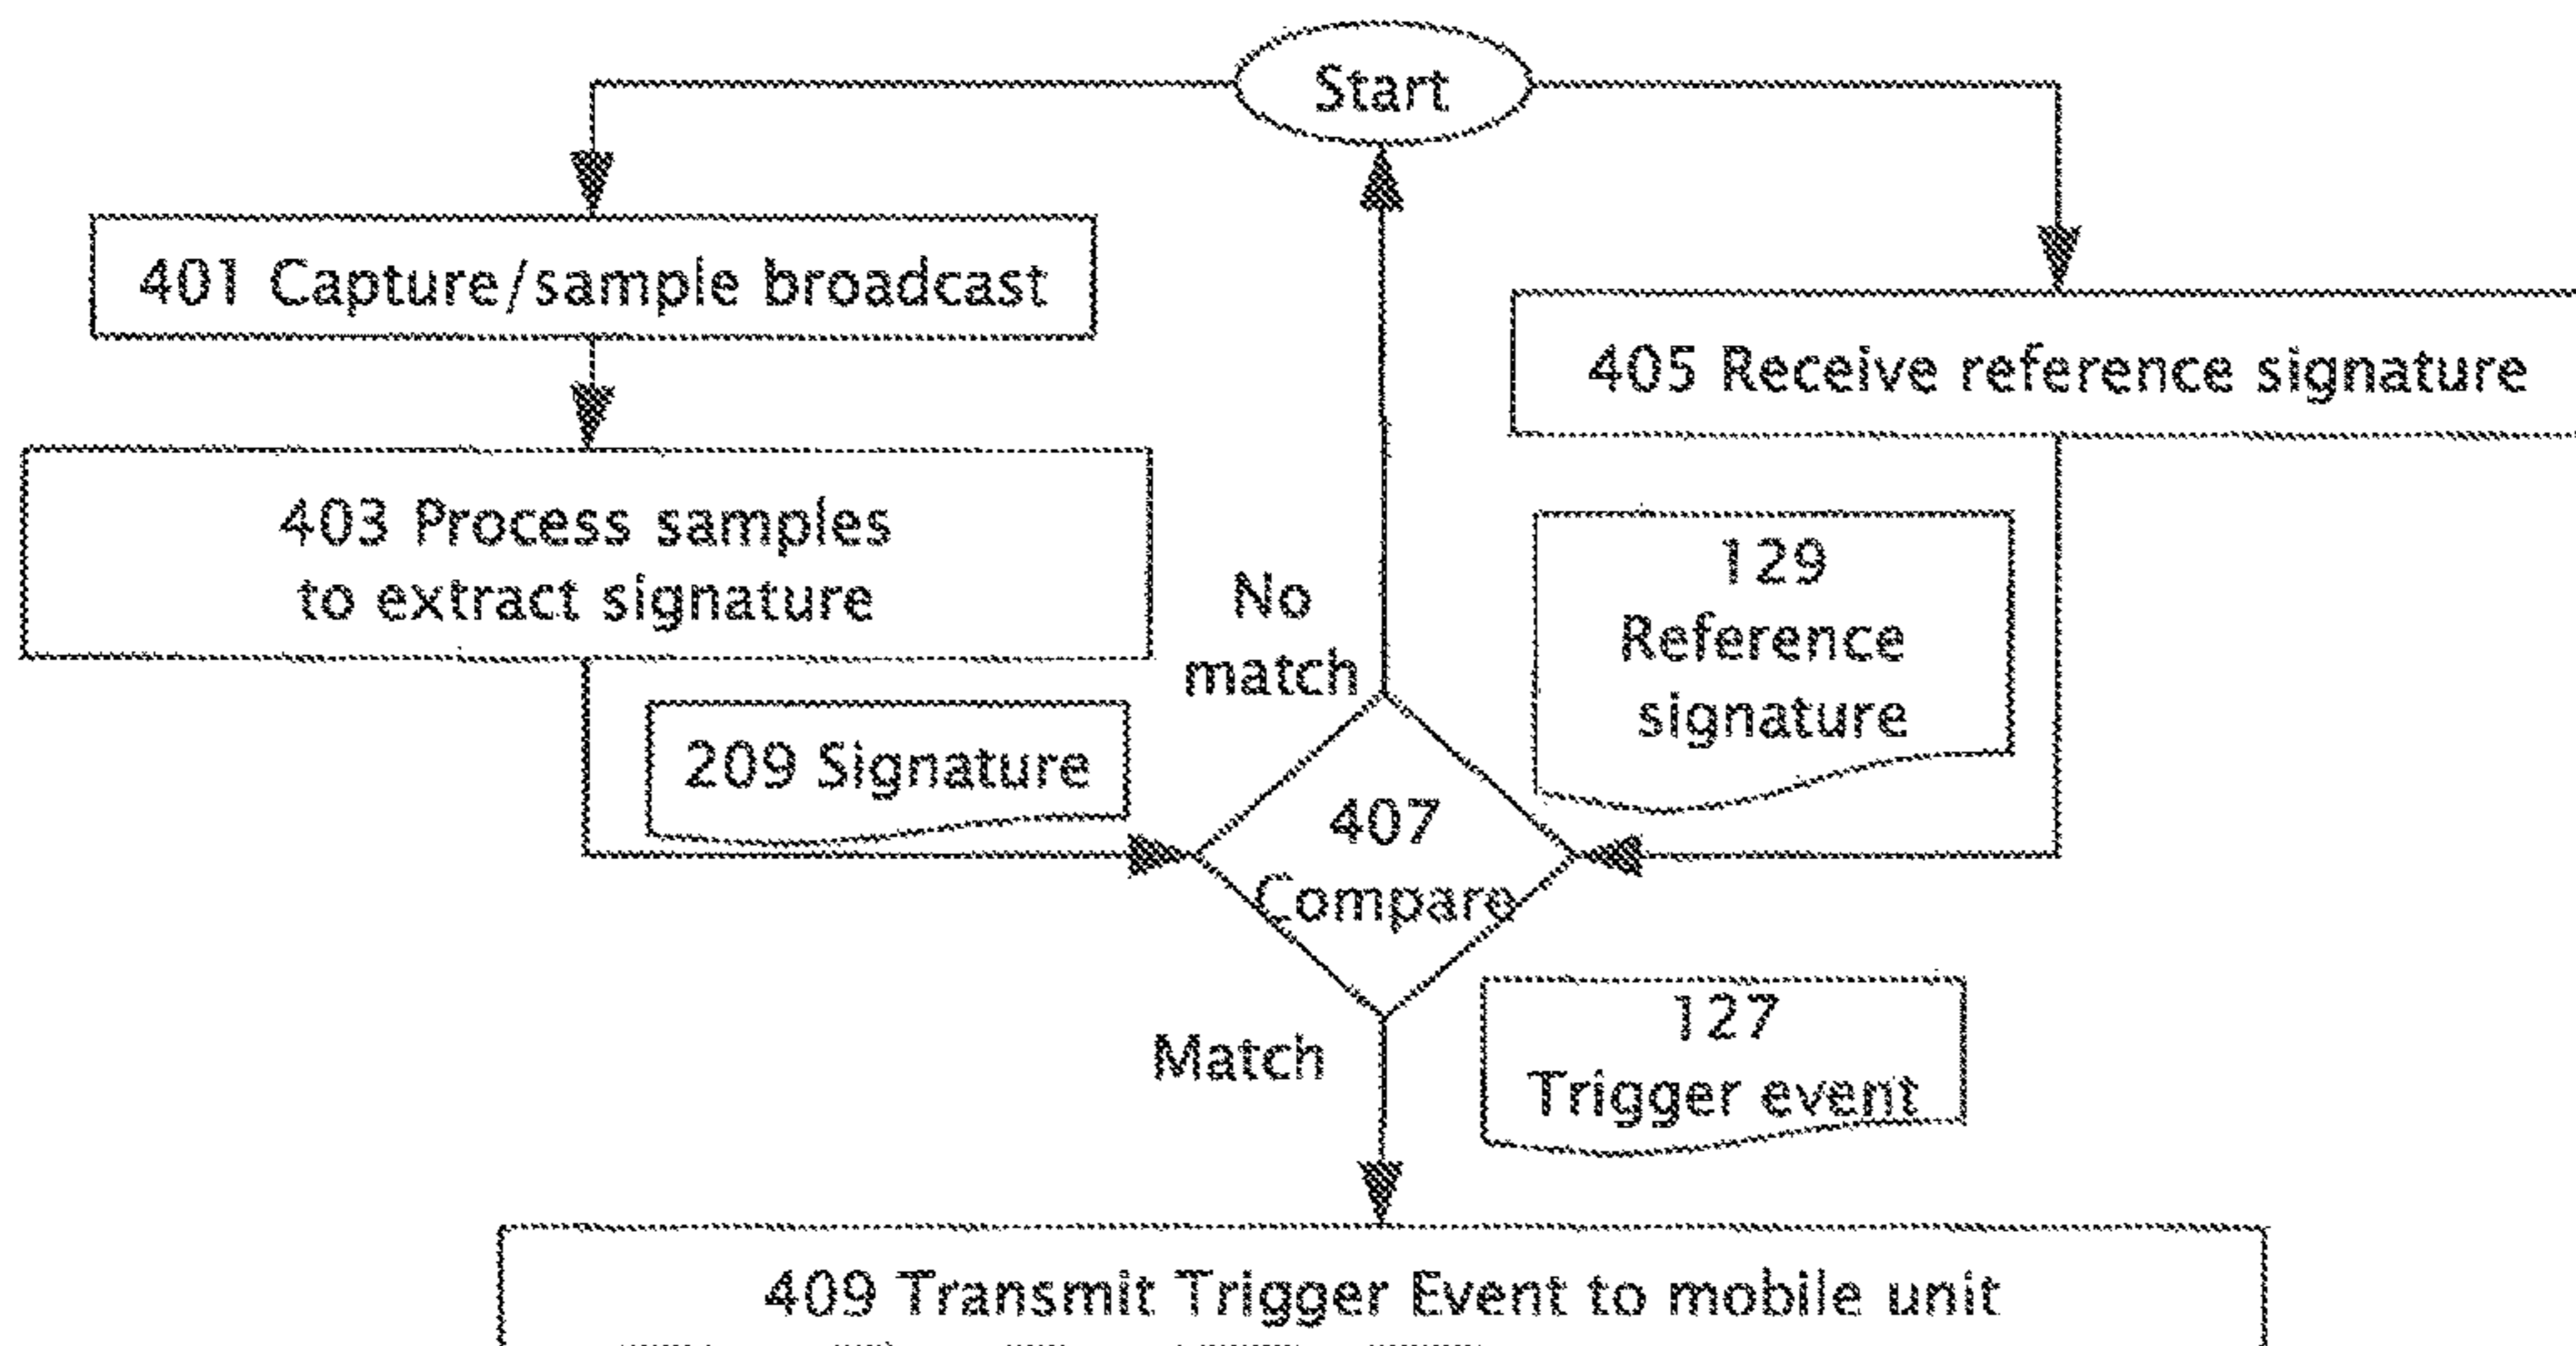 Start
401 Capture/sample broadcast
405 Receive reference signature
403 Process samples
to extract signature
No
match
129
Reference
signature
209 Signature
407
Compare
Match
127
Trigger event
409 Transmit Trigger Event to mobile unit